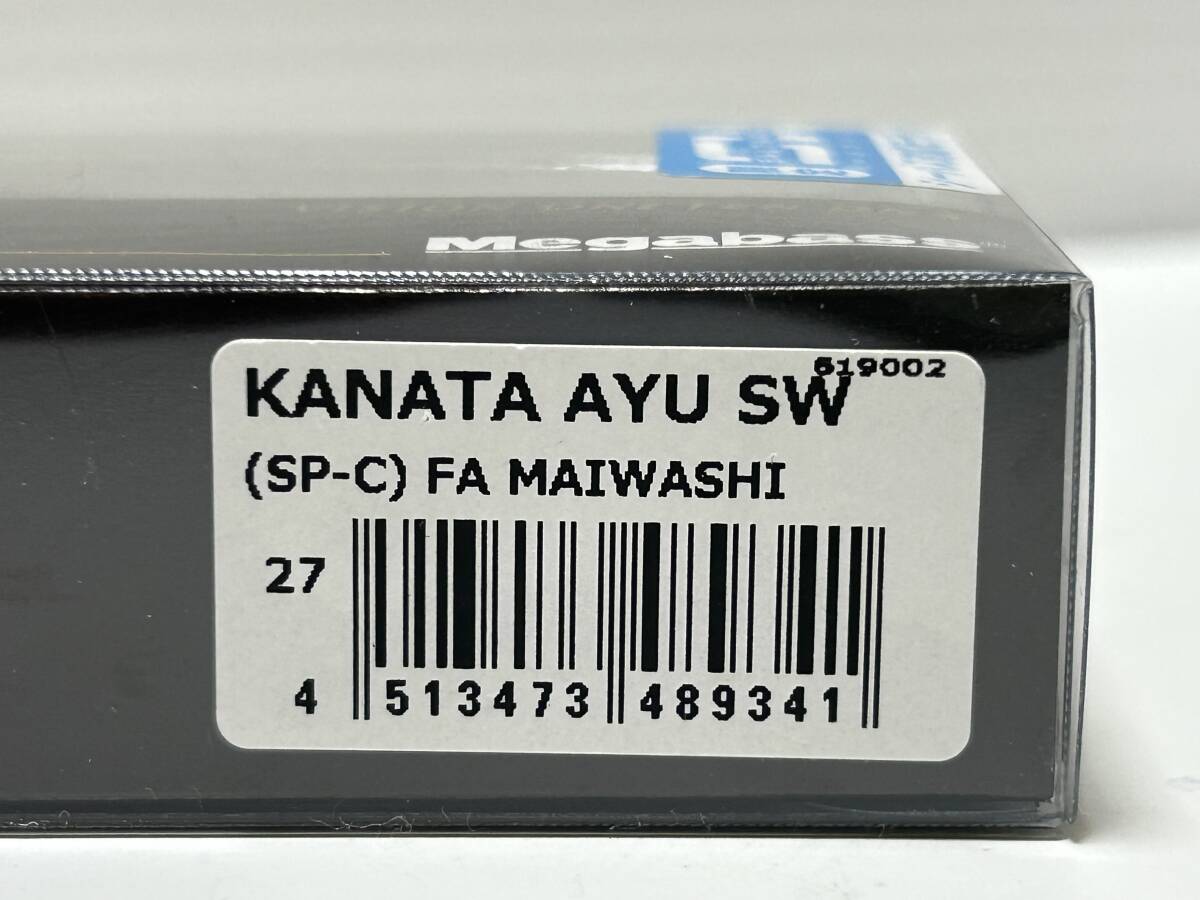 Megabass
619002
KANATA AYU SW
(SP-C) FA MAIWASHI
27
4 513473 489341